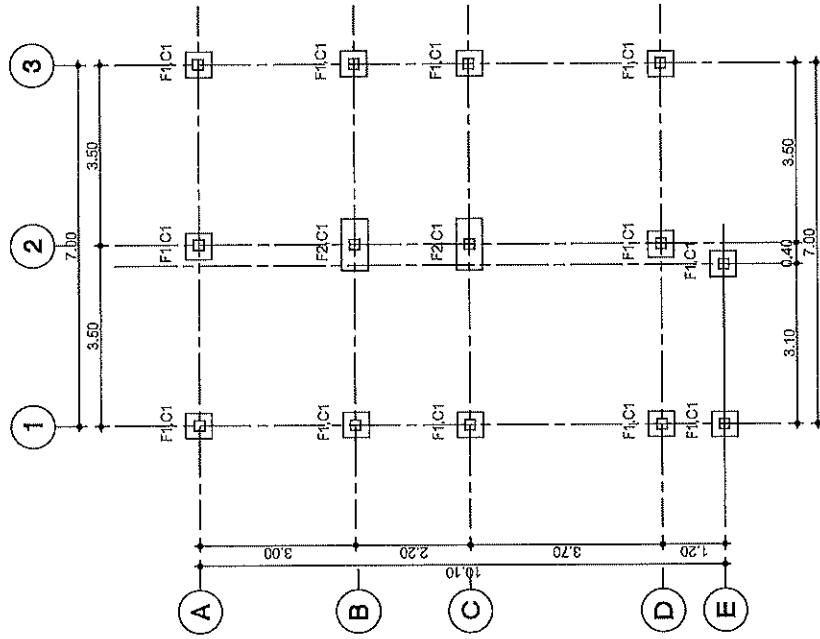 1
2
3
7.00
3.50
3.50
F1,C1
F1,C1
F1,C1
A
3.00
F1,C1
F2,C1
F1,C1
B
2.20
F1,C1
F2,C1
F1,C1
C
3.70
F1,C1
F1,C1
F1,C1
D
1.20
F1,C1
F1,C1
E
10.10
3.10
0.40
3.50
7.00